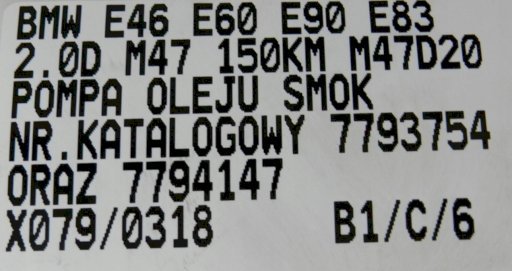 BMW E46 E60 E90 E83
2.0D M47 150KM M47D20
POMPA OLEJU SMOK
NR.KATALOGOWY 7793754
ORAZ 7794147
X079/0318 B1/C/6